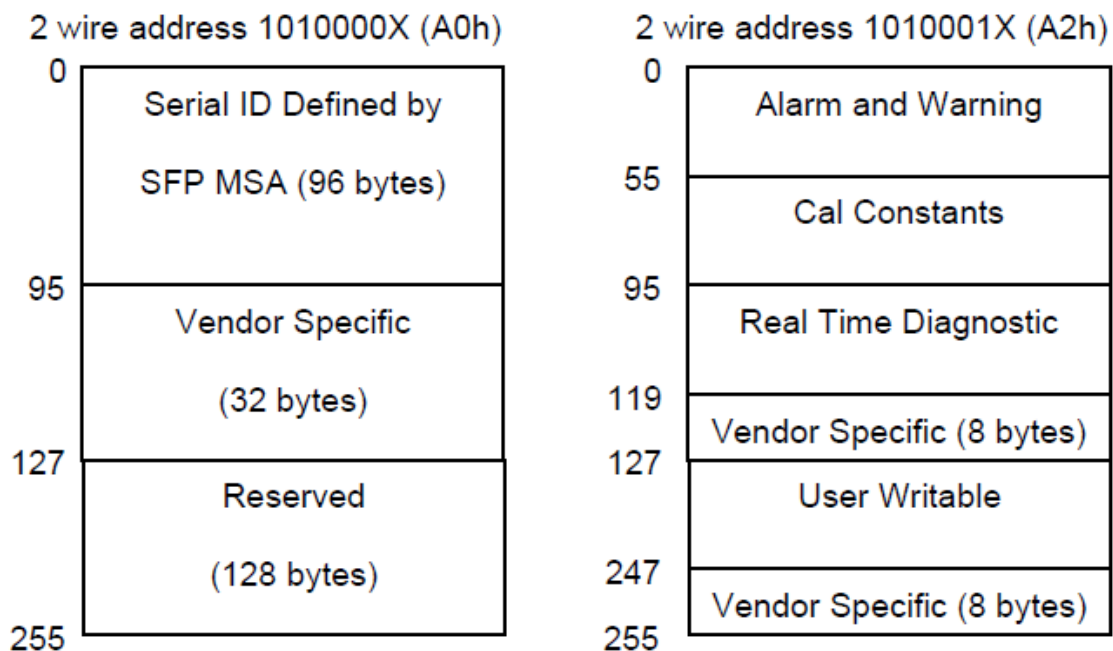 2 wire address 1010000X (A0h)
0
Serial ID Defined by
SFP MSA (96 bytes)
95
Vendor Specific
(32 bytes)
127
Reserved
(128 bytes)
255
2 wire address 1010001X (A2h)
0
Alarm and Warning
55
Cal Constants
95
Real Time Diagnostic
119
Vendor Specific (8 bytes)
127
User Writable
247
Vendor Specific (8 bytes)
255